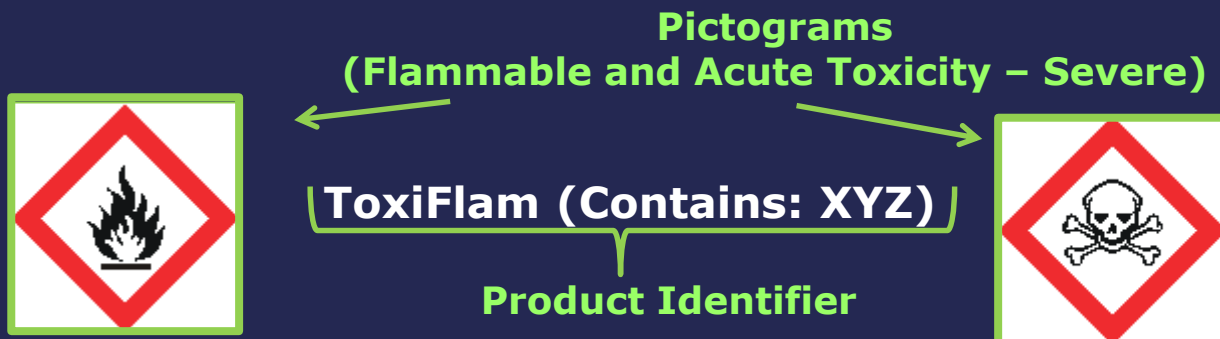 Pictograms
(Flammable and Acute Toxicity – Severe)
ToxiFlam (Contains: XYZ)
Product Identifier